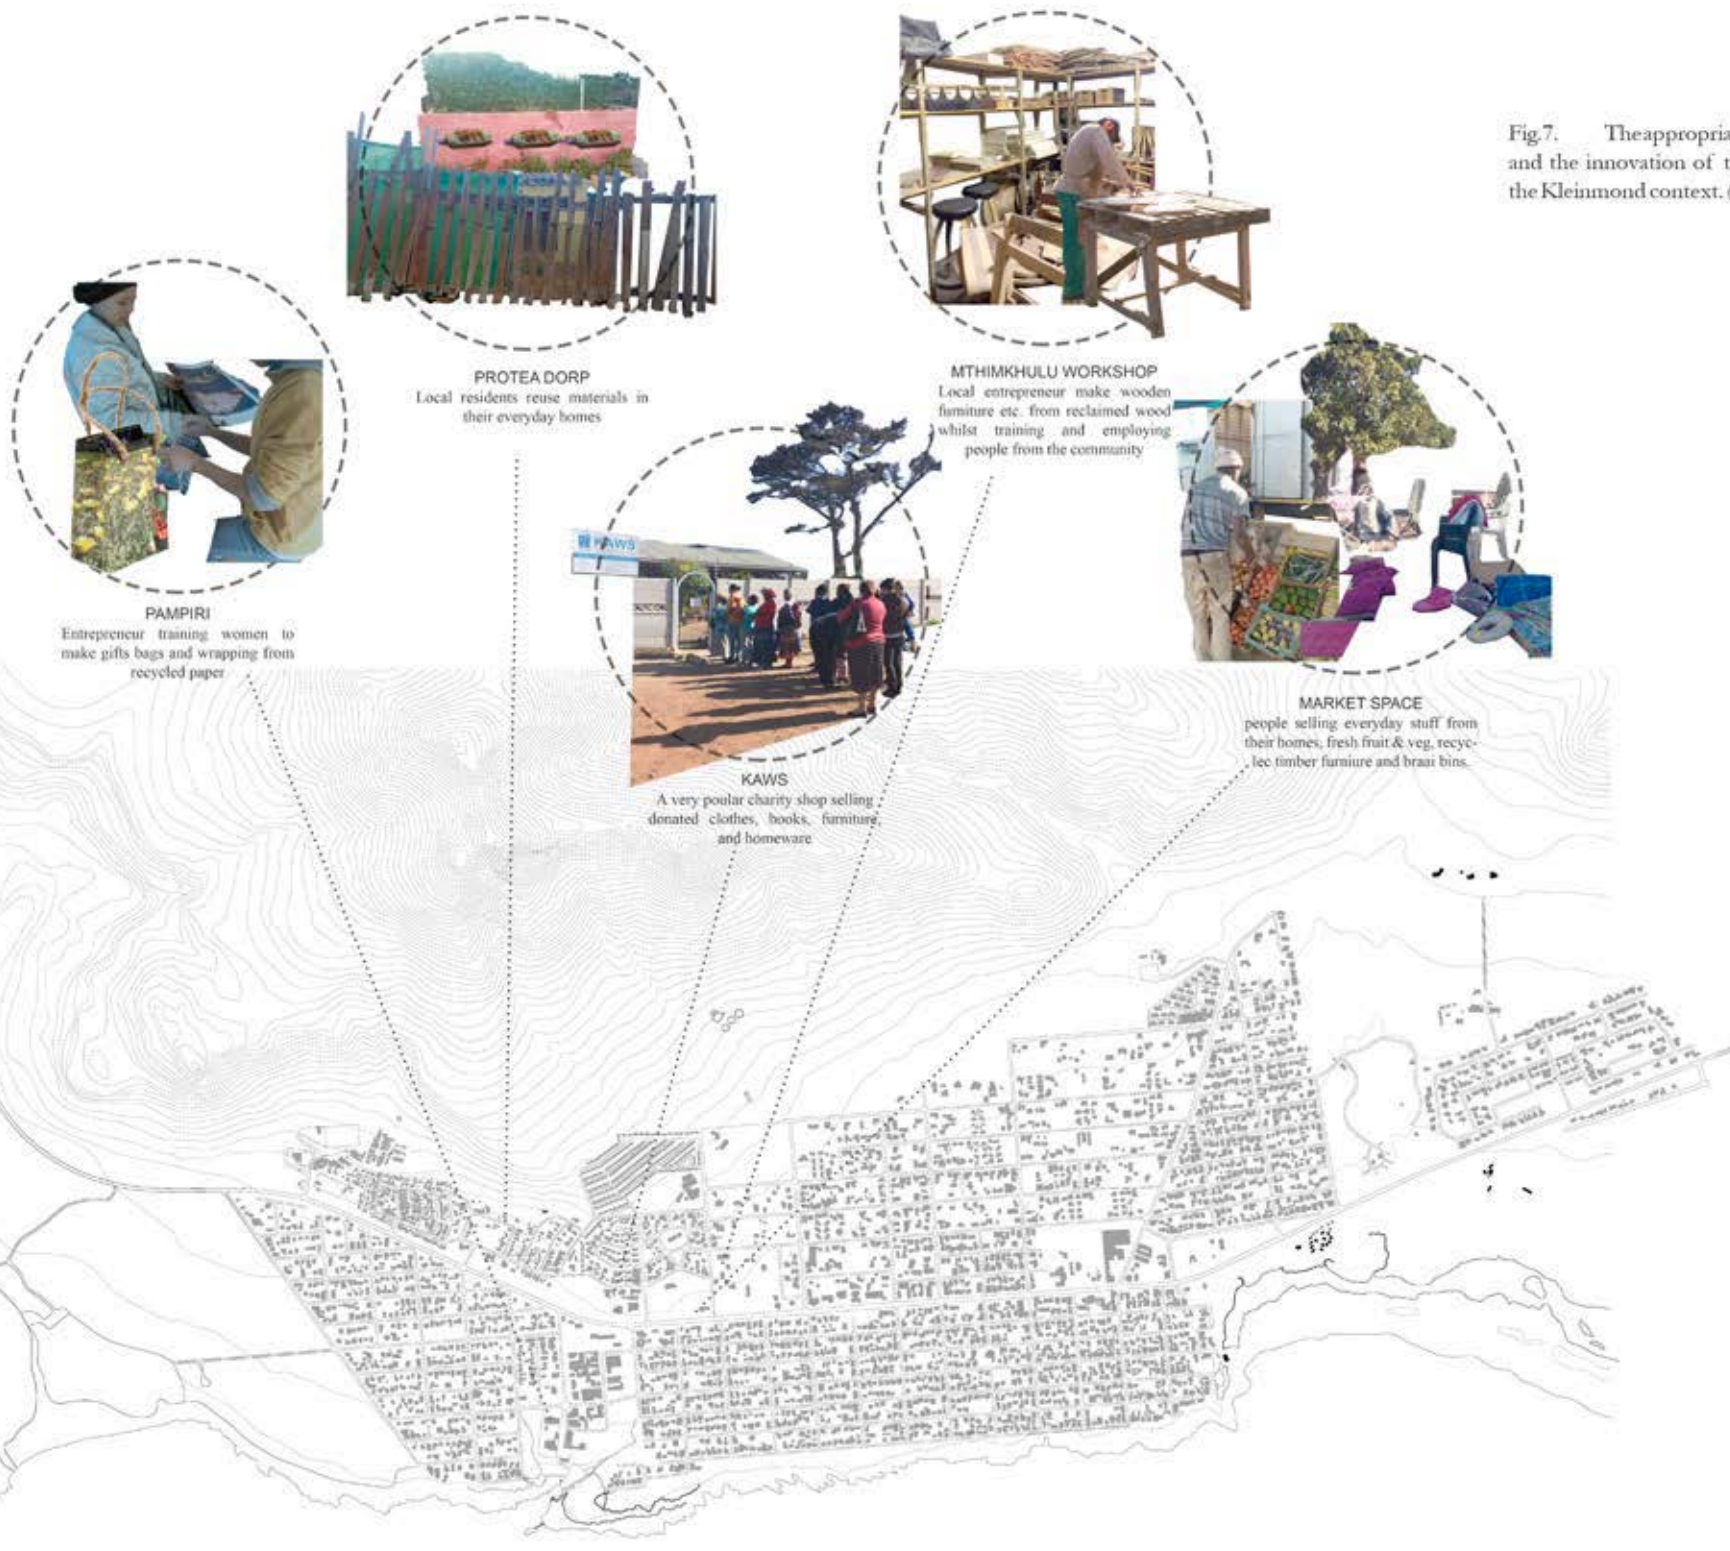 Fig.7. Theappropria
and the innovation of t
the Kleinmond context. (
PROTEA DORP
Local residents reuse materials in
their everyday homes
MTHIMKHULU WORKSHOP
Local entrepreneur make wooden
furniture etc. from reclaimed wood
whilst training and employing
people from the community
PAMPIRI
Entrepreneur training women to
make gifts bags and wrapping from
recycled paper
KAWS
KAWS
A very poular charity shop selling
donated clothes, books, furniture,
and homeware
MARKET SPACE
people selling everyday stuff from
their homes, fresh fruit & veg, recyc-
lec timber furniure and braai bins.